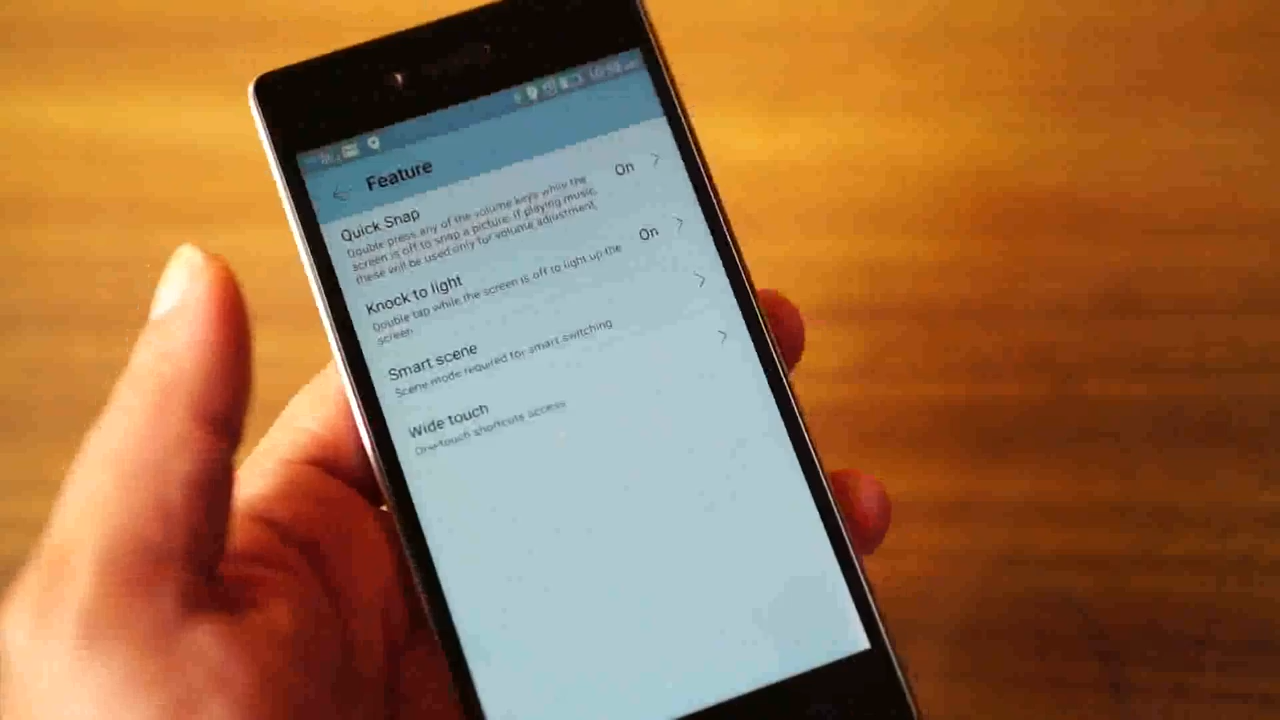 Feature
Quick Snap
On
Double press any of the volume keys while the
screen is off to snap a picture. If playing music,
these will be used only for volume adjustment.
Knock to light
On
Double tap while the screen is off to light up the
screen
Smart scene
Scene mode required for smart switching
Wide touch
One-touch shortcuts access